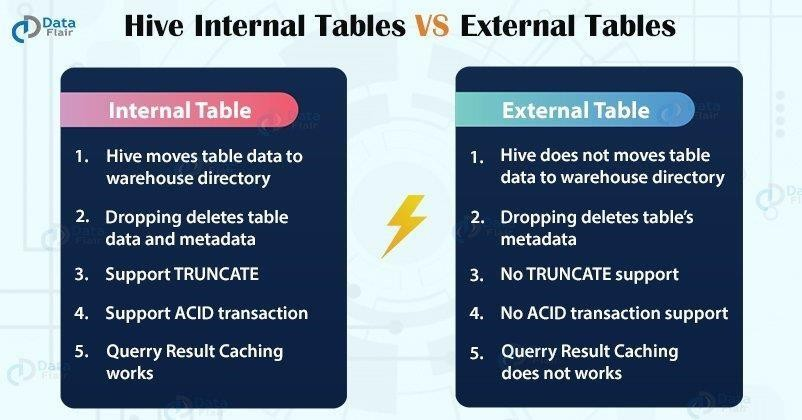 Data
Flair
Hive Internal Tables VS External Tables
Internal Table
1. Hive moves table data to
warehouse directory
2. Dropping deletes table
data and metadata
3. Support TRUNCATE
4. Support ACID transaction
5. Querry Result Caching
works
External Table
1. Hive does not moves table
data to warehouse directory
2. Dropping deletes table's
metadata
3. No TRUNCATE support
4. No ACID transaction support
5. Querry Result Caching
does not works